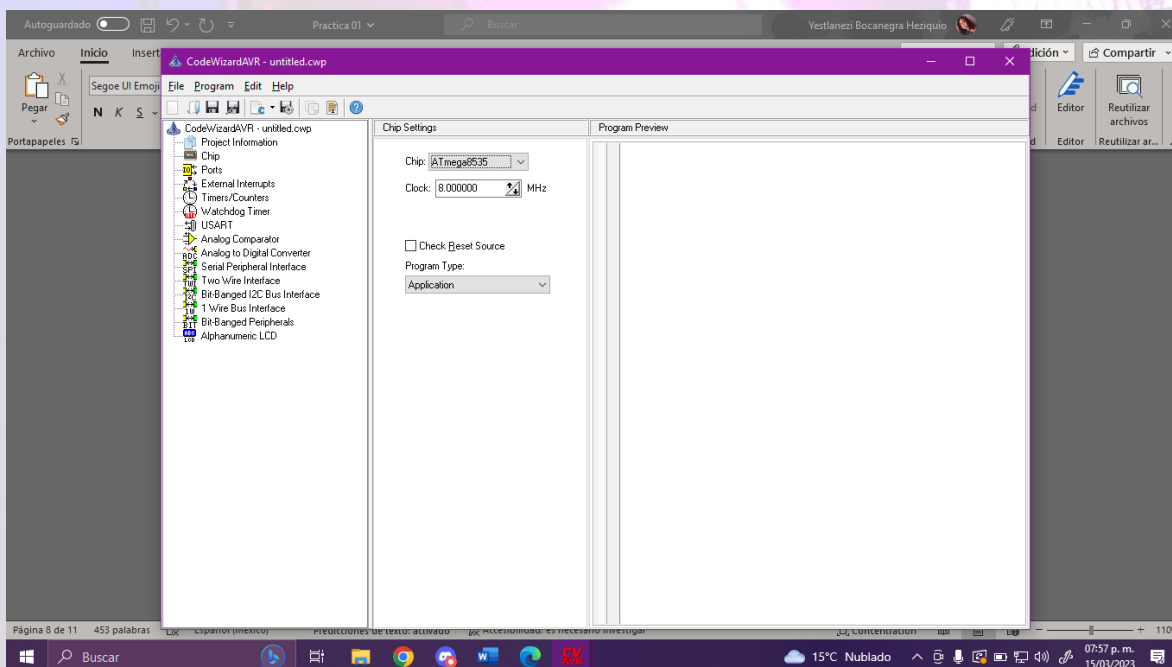 Autoguardado
Practica 01
Buscar
Yestlanezi Bocanegra Heziquio
Archivo
Inicio
Insert
dición
Compartir
Pegar
Segoe UI Emoji
N K S
Portapapeles
Editor
Reutilizar
archivos
Editor
Reutilizar ar...
CodeWizardAVR - untitled.cwp
File Program Edit Help
CodeWizardAVR - untitled.cwp
Project Information
Chip
Ports
External Interrupts
Timers/Counters
Watchdog Timer
USART
Analog Comparator
Analog to Digital Converter
Serial Peripheral Interface
Two Wire Interface
Bit-Banged I2C Bus Interface
1 Wire Bus Interface
Bit-Banged Peripherals
Alphanumeric LCD
Chip Settings
Chip: ATmega8535
Clock: 8.000000 MHz
Check Reset Source
Program Type:
Application
Program Preview
Página 8 de 11 453 palabras Español (México) Predicciones de texto: activado Accesibilidad: es necesario investigar Concentración 110
Buscar
15°C Nublado
07:57 p. m.
15/03/2023